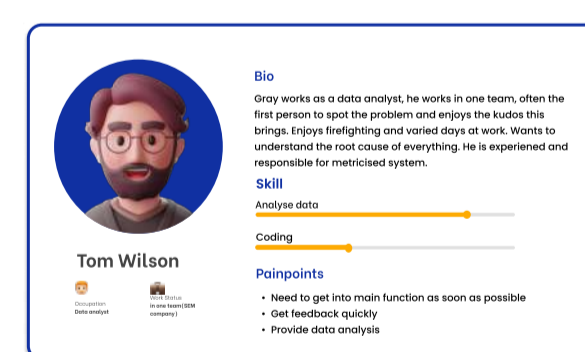 Bio
Gray works as a data analyst, he works in one team, often the
first person to spot the problem and enjoys the kudos this
brings. Enjoys firefighting and varied days at work. Wants to
understand the root cause of everything. He is experiened and
responsible for metricised system.
Skill
Analyse data
Coding
Painpoints
• Need to get into main function as soon as possible
• Get feedback quickly
• Provide data analysis
Tom Wilson
Occupation
Data analyst
Work Status
in one team(SEM
company)